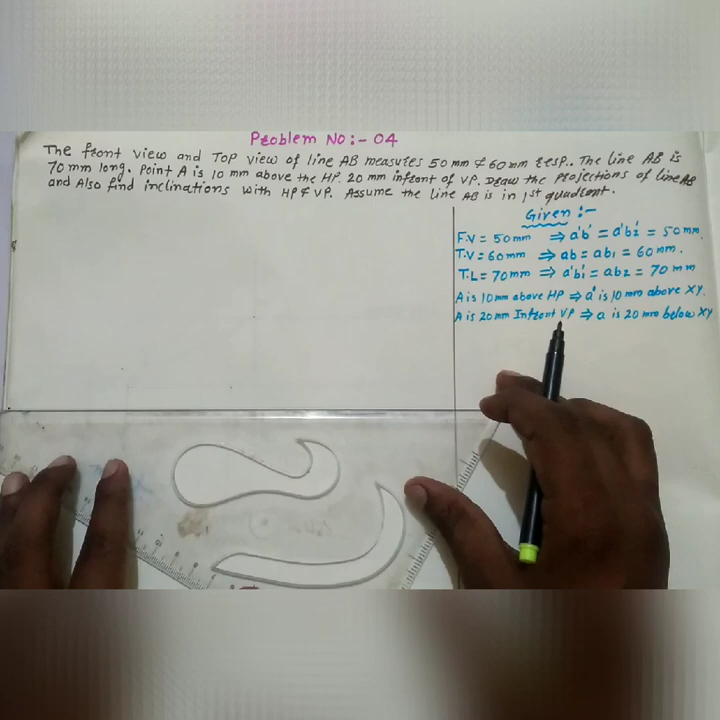 Problem No:- 04
The front view and Top view of line AB measures 50 mm & 60 mm resp.. The line AB is
70 mm long. Point A is 10 mm above the HP. 20 mm infront of VP. Draw the Projections of line AB
and Also find inclinations with HP & VP. Assume the line AB is in 1st quadrant.
Given :-
F.V = 50 mm ⇒ a'b' = a'b2' = 50 mm.
T.V = 60 mm ⇒ ab = ab1 = 60 mm.
T.L = 70 mm ⇒ a'b1' = ab2 = 70 mm
A is 10 mm above HP ⇒ a' is 10 mm above XY.
A is 20 mm Infront VP ⇒ a is 20 mm below XY